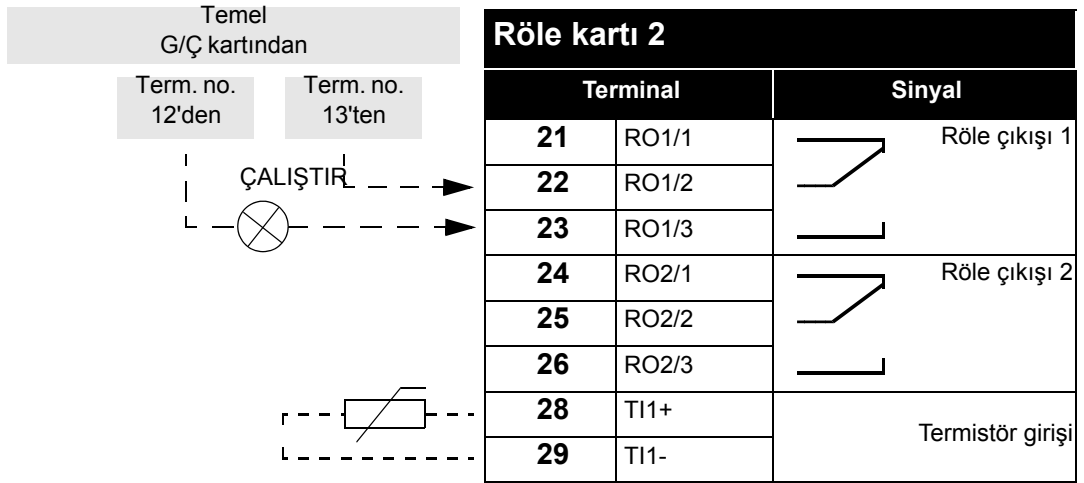 Temel
G/Ç kartından
Term. no.
12'den
Term. no.
13'ten
ÇALIŞTIR
Röle kartı 2
Terminal Sinyal
21 RO1/1 Röle çıkışı 1
22 RO1/2
23 RO1/3
24 RO2/1 Röle çıkışı 2
25 RO2/2
26 RO2/3
28 TI1+
Termistör girişi
29 TI1-